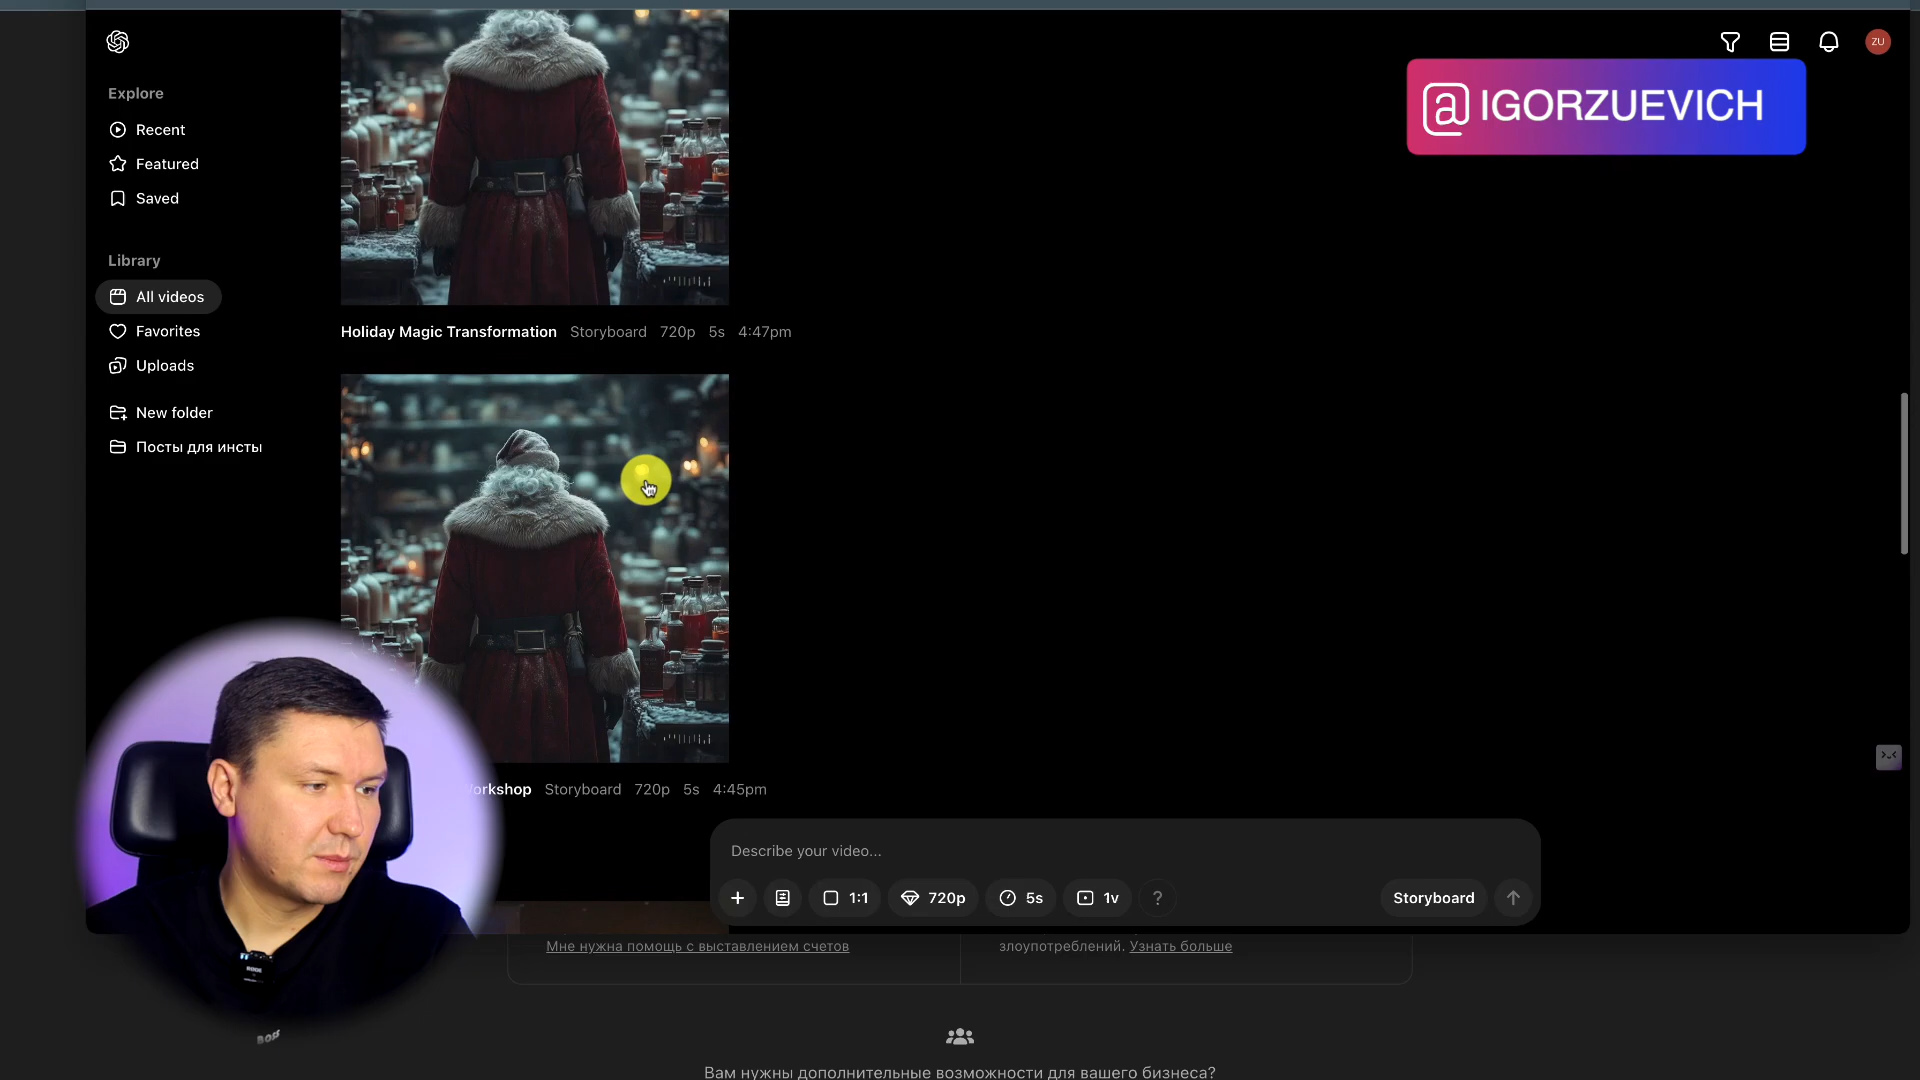 ZU
@IGORZUEVICH
Explore
Recent
Featured
Saved
Library
All videos
Favorites
Uploads
New folder
Посты для инсты
Holiday Magic Transformation Storyboard 720p 5s 4:47pm
Storyboard 720p 5s 4:45pm
Describe your video...
1:1 720p 5s 1v ? Storyboard
Мне нужна помощь с выставлением счетов
злоупотреблений. Узнать больше
BOSS
Вам нужны дополнительные возможности для вашего бизнеса?